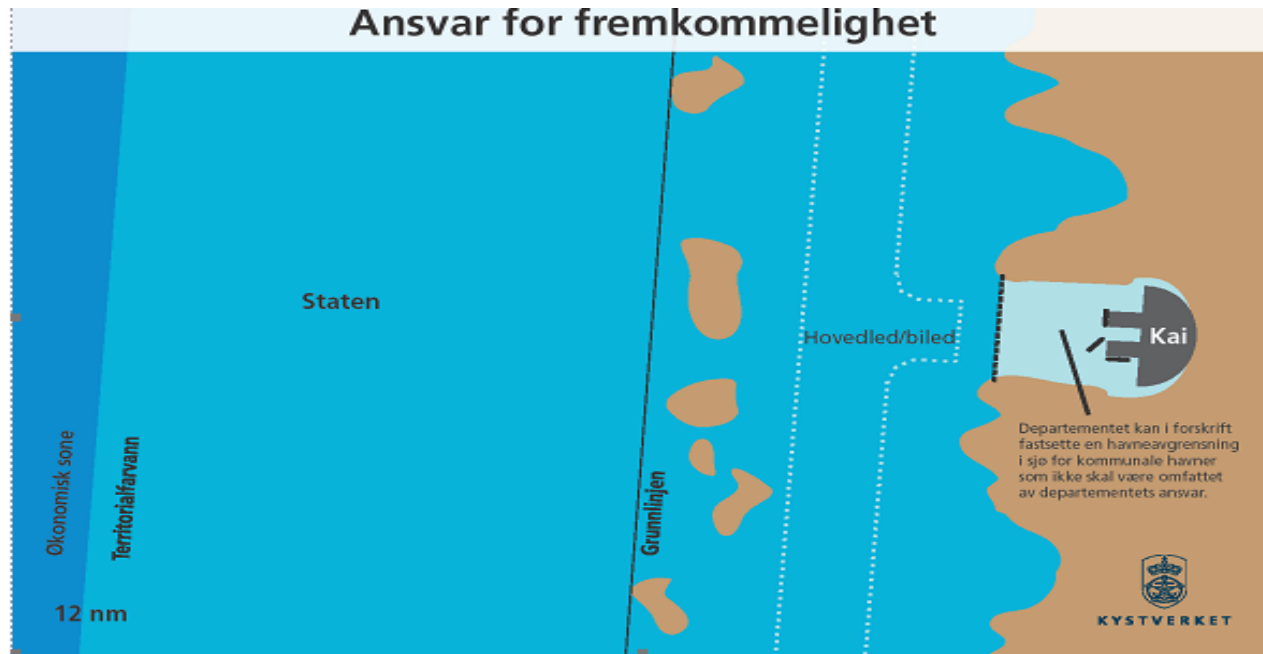 Ansvar for fremkommelighet
Staten
Hovedled/biled
Kai
Departementet kan i forskrift
fastsette en havneavgrensning
i sjø for kommunale havner
som ikke skal være omfattet
av departementets ansvar.
Økonomisk sone
Territorialfarvann
Grunnlinjen
12 nm
KYSTVERKET